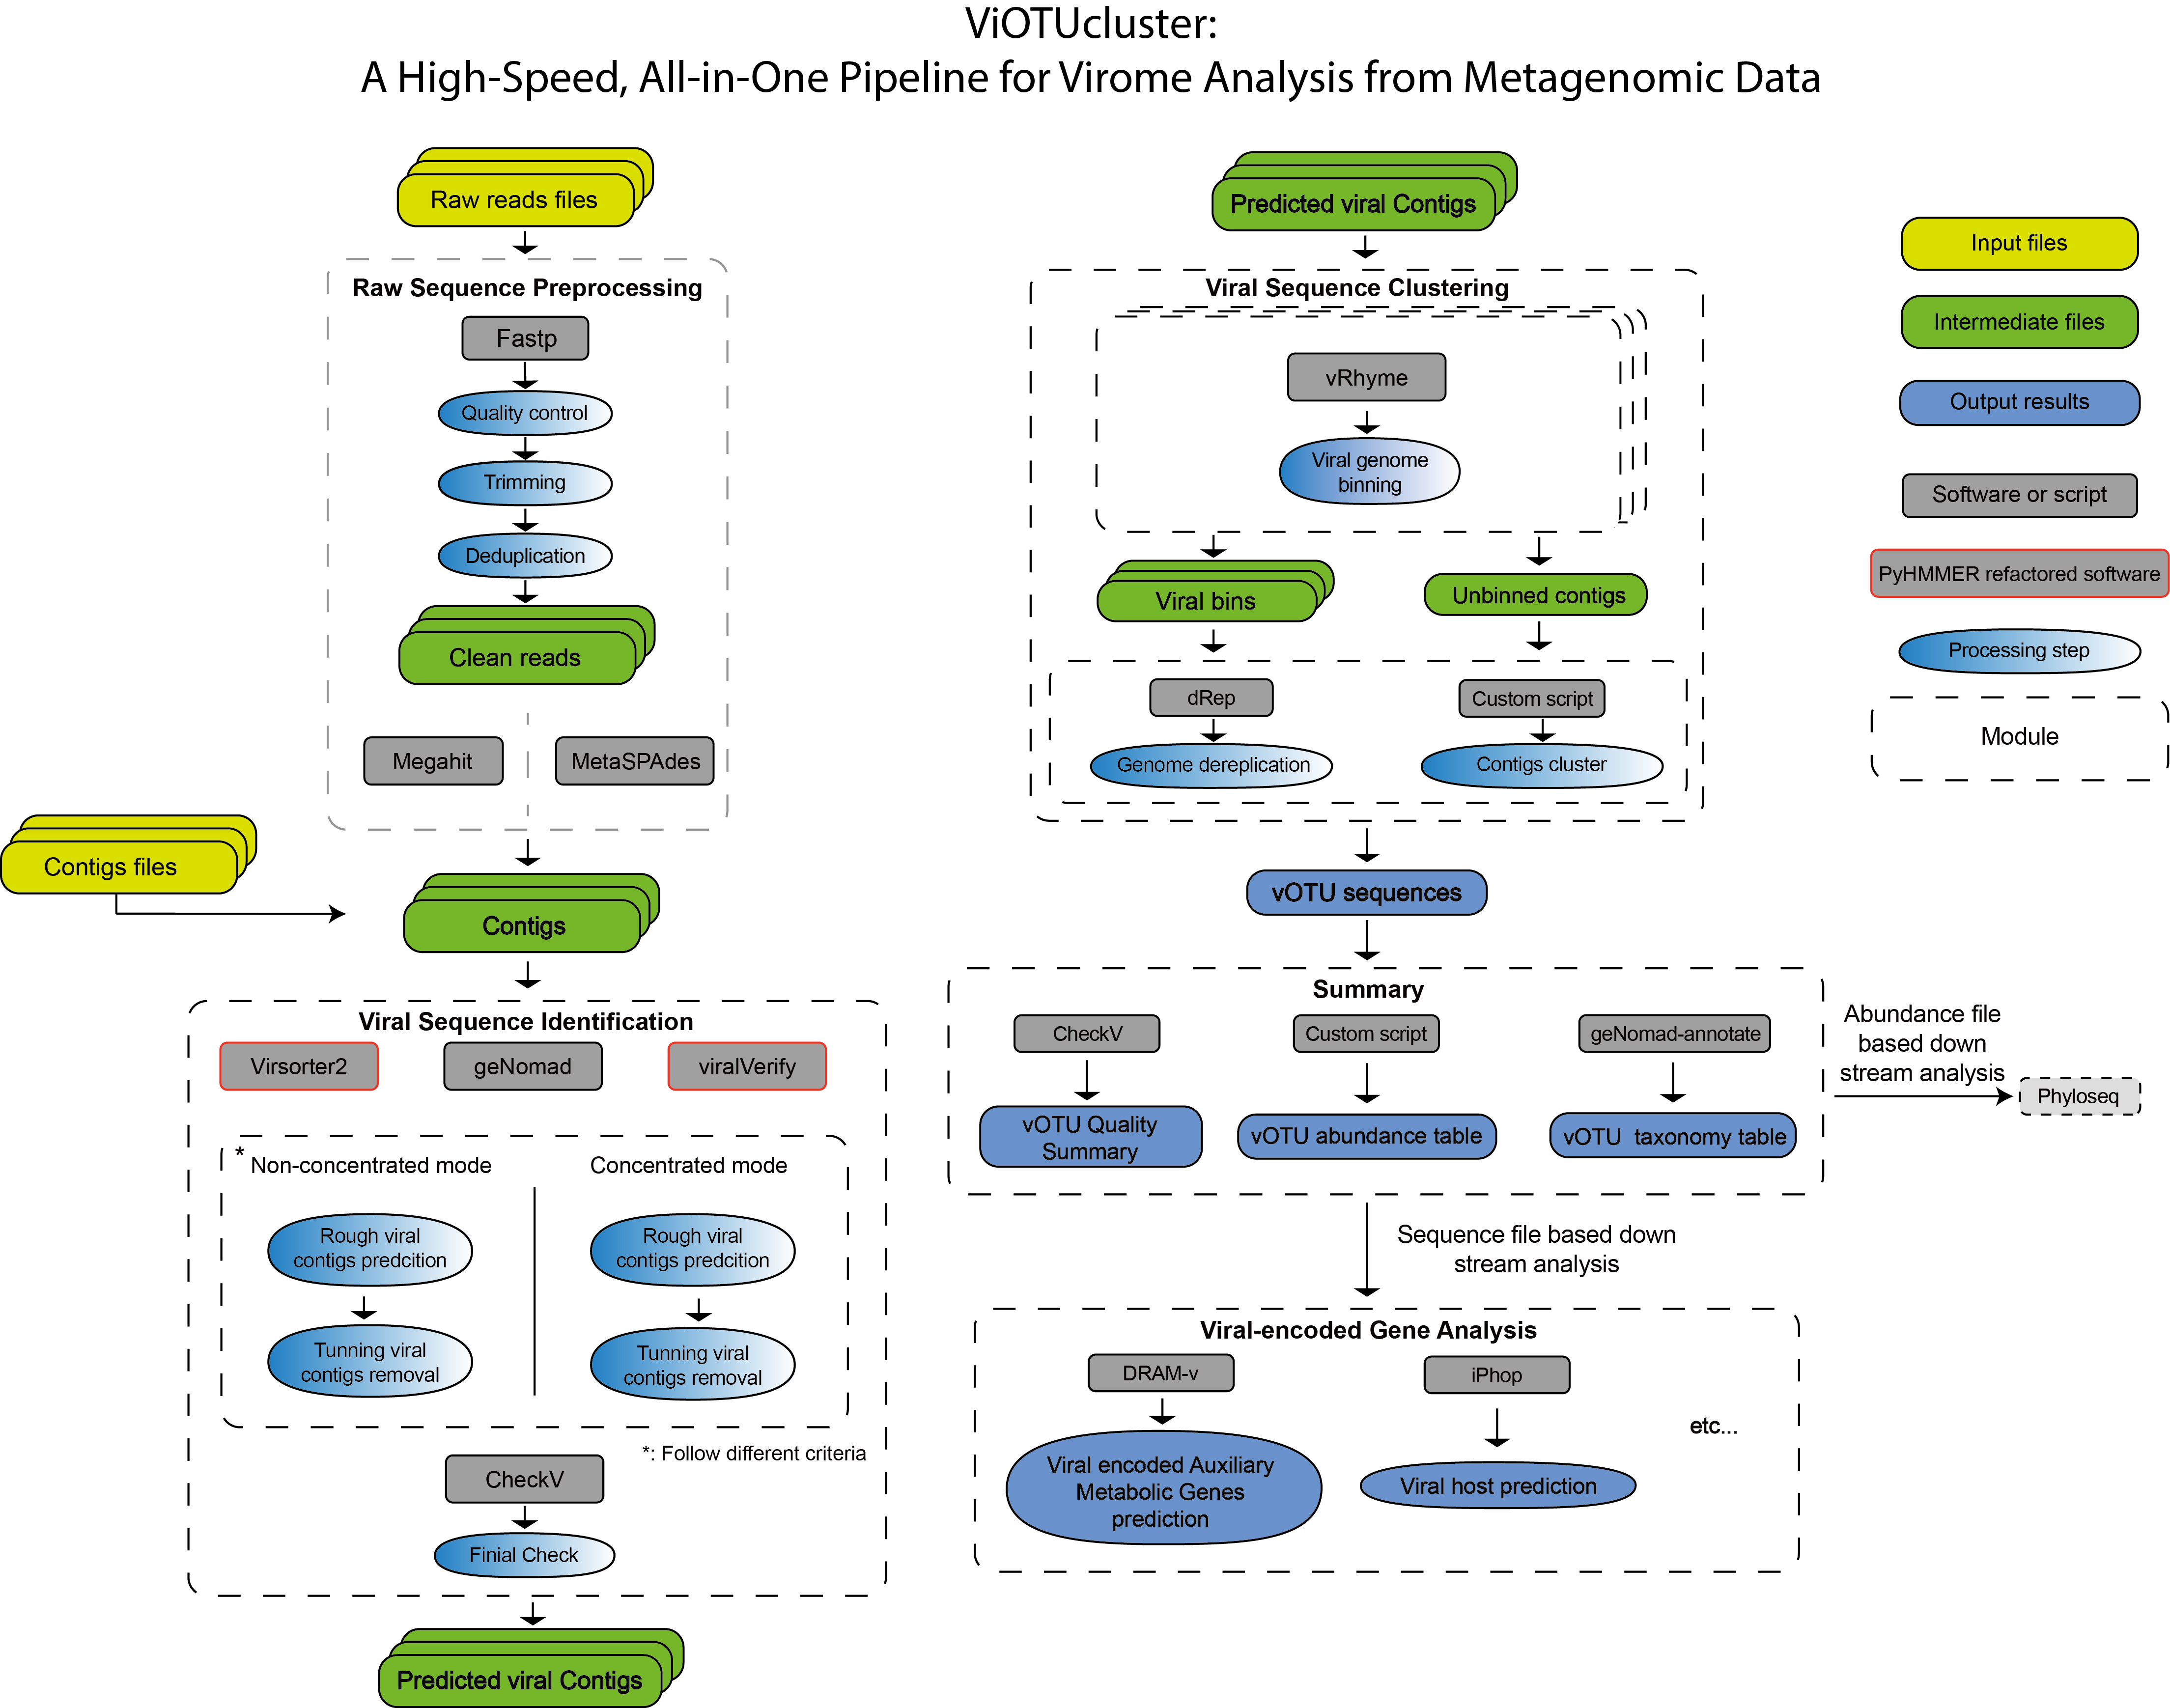 ViOTUcluster:
A High-Speed, All-in-One Pipeline for Virome Analysis from Metagenomic Data
Raw reads files
Raw Sequence Preprocessing
Fastp
Quality control
Trimming
Deduplication
Clean reads
Megahit
MetaSPAdes
Contigs files
Contigs
Viral Sequence Identification
Virsorter2
geNomad
viralVerify
*
Non-concentrated mode
Concentrated mode
Rough viral
contigs predcition
Rough viral
contigs predcition
Tunning viral
contigs removal
Tunning viral
contigs removal
*: Follow different criteria
CheckV
Finial Check
Predicted viral Contigs
Predicted viral Contigs
Viral Sequence Clustering
vRhyme
Viral genome
binning
Viral bins
Unbinned contigs
dRep
Custom script
Genome dereplication
Contigs cluster
vOTU sequences
Summary
CheckV
Custom script
geNomad-annotate
vOTU Quality
Summary
vOTU abundance table
vOTU taxonomy table
Abundance file
based down
stream analysis
Phyloseq
Sequence file based down
stream analysis
Viral-encoded Gene Analysis
DRAM-v
iPhop
etc...
Viral encoded Auxiliary
Metabolic Genes
prediction
Viral host prediction
Input files
Intermediate files
Output results
Software or script
PyHMMER refactored software
Processing step
Module